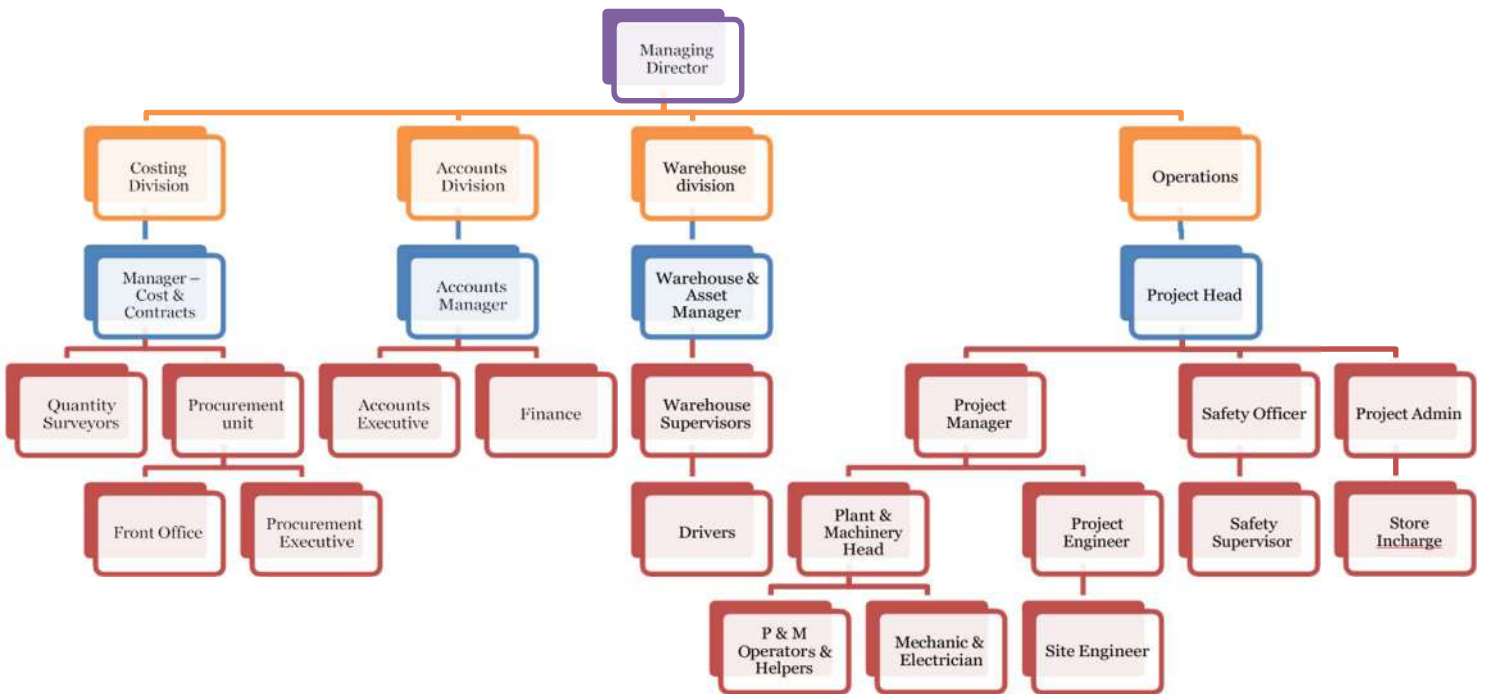 Managing
Director
Costing
Division
Accounts
Division
Warehouse
division
Operations
Manager –
Cost &
Contracts
Accounts
Manager
Warehouse &
Asset
Manager
Project Head
Quantity
Surveyors
Procurement
unit
Accounts
Executive
Finance
Warehouse
Supervisors
Project
Manager
Safety Officer
Project Admin
Front Office
Procurement
Executive
Drivers
Plant &
Machinery
Head
Project
Engineer
Safety
Supervisor
Store
Incharge
P & M
Operators &
Helpers
Mechanic &
Electrician
Site Engineer